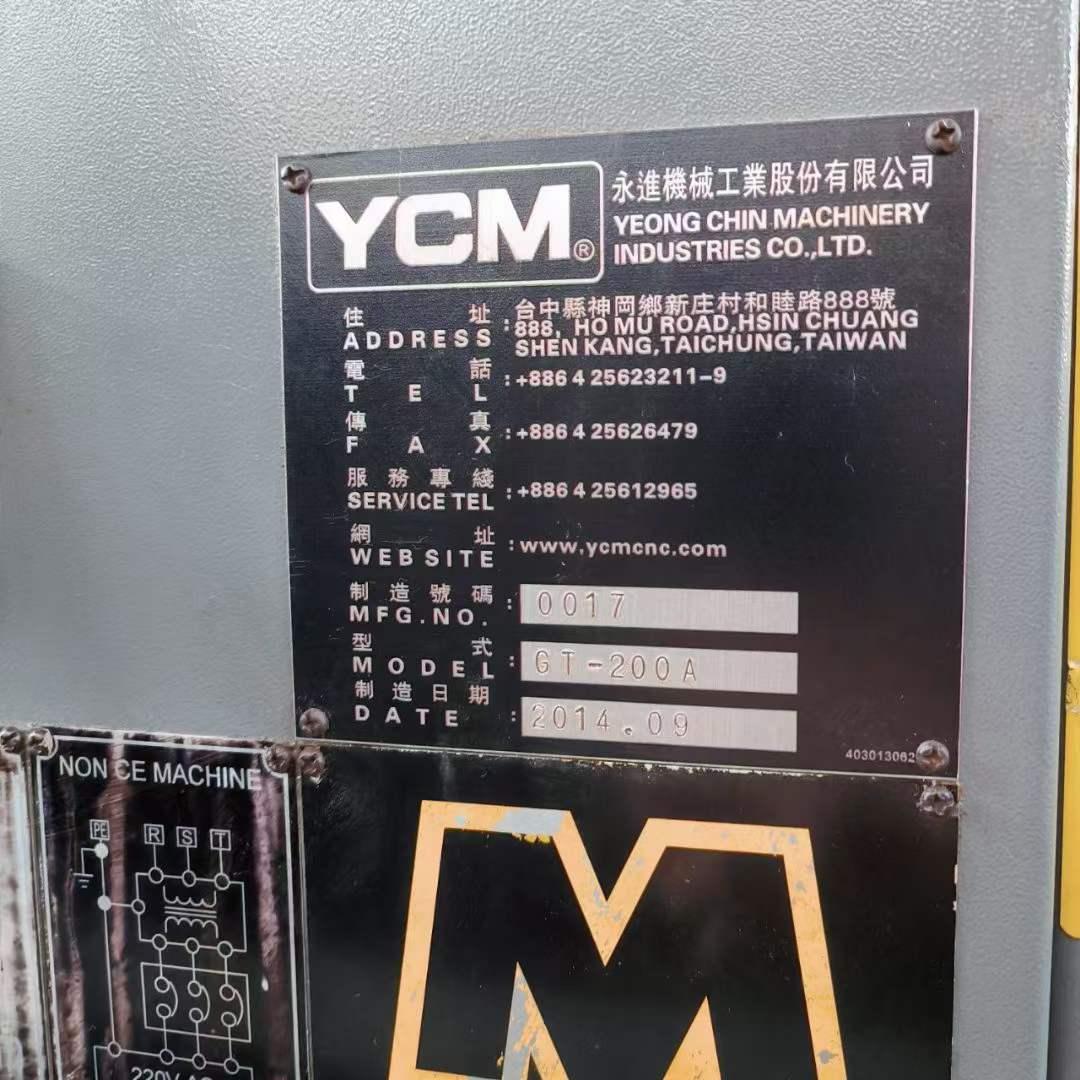 YCM®
永進機械工業股份有限公司
YEONG CHIN MACHINERY
INDUSTRIES CO.,LTD.
住址
ADDRESS
:台中縣神岡鄉新庄村和睦路888號
888, HO MU ROAD,HSIN CHUANG
SHEN KANG,TAICHUNG,TAIWAN
電話
TEL
:+886 4 25623211-9
傳真
FAX
:+886 4 25626479
服務專綫
SERVICE TEL
:+886 4 25612965
網址
WEB SITE
:www.ycmcnc.com
制造號碼
MFG.NO.
:0017
型式
MODEL
:GT-200A
制造日期
DATE
:2014.09
403013062
NON CE MACHINE
PE R S T
220V
M